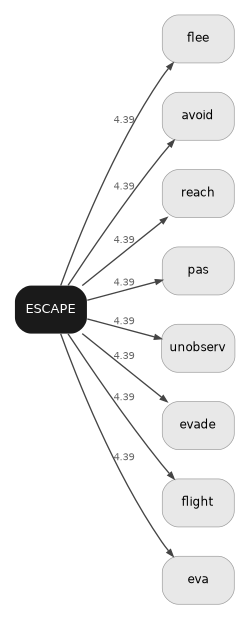 flee
4.39
avoid
4.39
reach
4.39
pas
4.39
ESCAPE
4.39
unobserv
4.39
evade
4.39
flight
4.39
eva